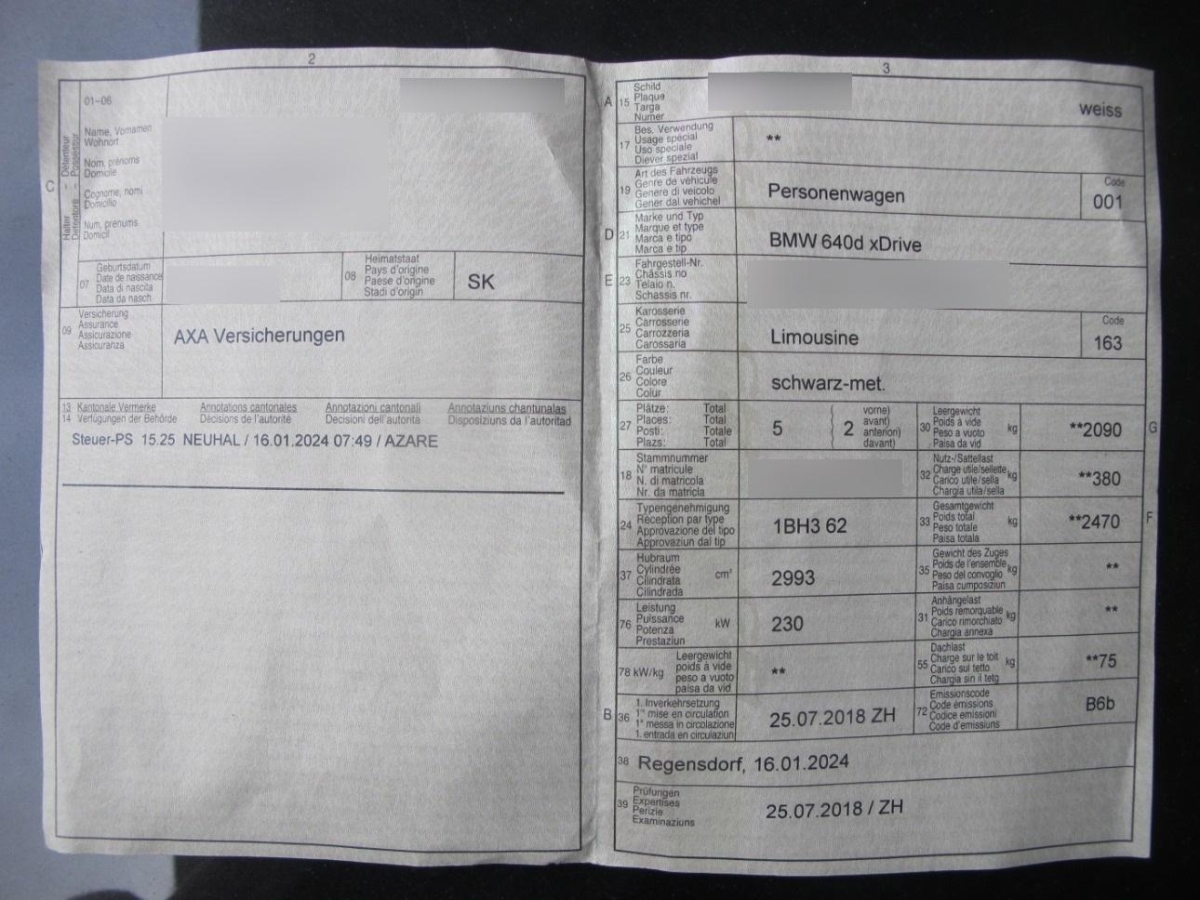 2
01-06
C
Halter - Détenteur
Detentore - Possessur
Name, Vornamen
Wohnort
Nom, prénoms
Domicile
Cognome, nomi
Domicilio
Num, prenums
Domicil
07
Geburtsdatum
Date de naissance
Data di nascita
Data da nasch.
08
Heimatstaat
Pays d'origine
Paese d'origine
Stadi d'origin
SK
09
Versicherung
Assurance
Assicurazione
Assicuranza
AXA Versicherungen
13 Kantonale Vermerke Annotatons cantonales Annotazioni cantonali Annotaziuns chantunalas
14 Verfügungen der Behörde Décisions de l'autorité Decisioni dell'autorità Disposiziuns da l'autoritad
Steuer-PS 15.25 NEUHAL / 16.01.2024 07:49 / AZARE
3
A 15
Schild
Plaque
Targa
Numer
weiss
17
Bes. Verwendung
Usage spécial
Uso speciale
Diever spezial
**
19
Art des Fahrzeugs
Genre de véhicule
Genere di veicolo
Gener dal vehichel
Personenwagen
Code
001
D 21
Marke und Typ
Marque et type
Marca e tipo
Marca e tip
BMW 640d xDrive
E 23
Fahrgestell-Nr.
Châssis no
Telaio n.
Schassis nr.
25
Karosserie
Carrosserie
Carrozzeria
Carossaria
Limousine
Code
163
26
Farbe
Couleur
Colore
Colur
schwarz-met.
27
Plätze: Total
Places: Total
Posti: Totale
Plazs: Total
5
2
vorne)
avant)
anteriori)
davant)
30
Leergewicht
Poids à vide
Peso a vuoto
Paisa da vid
kg
**2090
G
18
Stammnummer
N° matricule
N. di matricola
Nr. da matricla
32
Nutz-/Sattellast
Charge utile/sellette
Carico utile/sella
Chargia utila/sella
kg
**380
24
Typengenehmigung
Réception par type
Approvazione del tipo
Approvaziun dal tip
1BH3 62
33
Gesamtgewicht
Poids total
Peso totale
Paisa totala
kg
**2470
F
37
Hubraum
Cylindrée
Cilindrata
Cilindrada
cm³
2993
35
Gewicht des Zuges
Poids de l'ensemble
Peso del convoglio
Paisa cumposiziun
kg
**
76
Leistung
Puissance
Potenza
Prestaziun
kW
230
31
Anhängelast
Poids remorquable
Carico rimorchiato
Chargia annexa
kg
**
78 kW/kg
Leergewicht
poids à vide
peso a vuoto
paisa da vid
**
55
Dachlast
Charge sur le toit
Carico sul tetto
Chargia sin il tetg
kg
**75
B 36
1. Inverkehrsetzung
1re mise en circulation
1a messa in circolazione
1. entrada en circulaziun
25.07.2018 ZH
72
Emissionscode
Code émissions
Codice emissioni
Code d'emissiuns
B6b
38 Regensdorf, 16.01.2024
39
Prüfungen
Expertises
Perizie
Examinaziuns
25.07.2018 / ZH